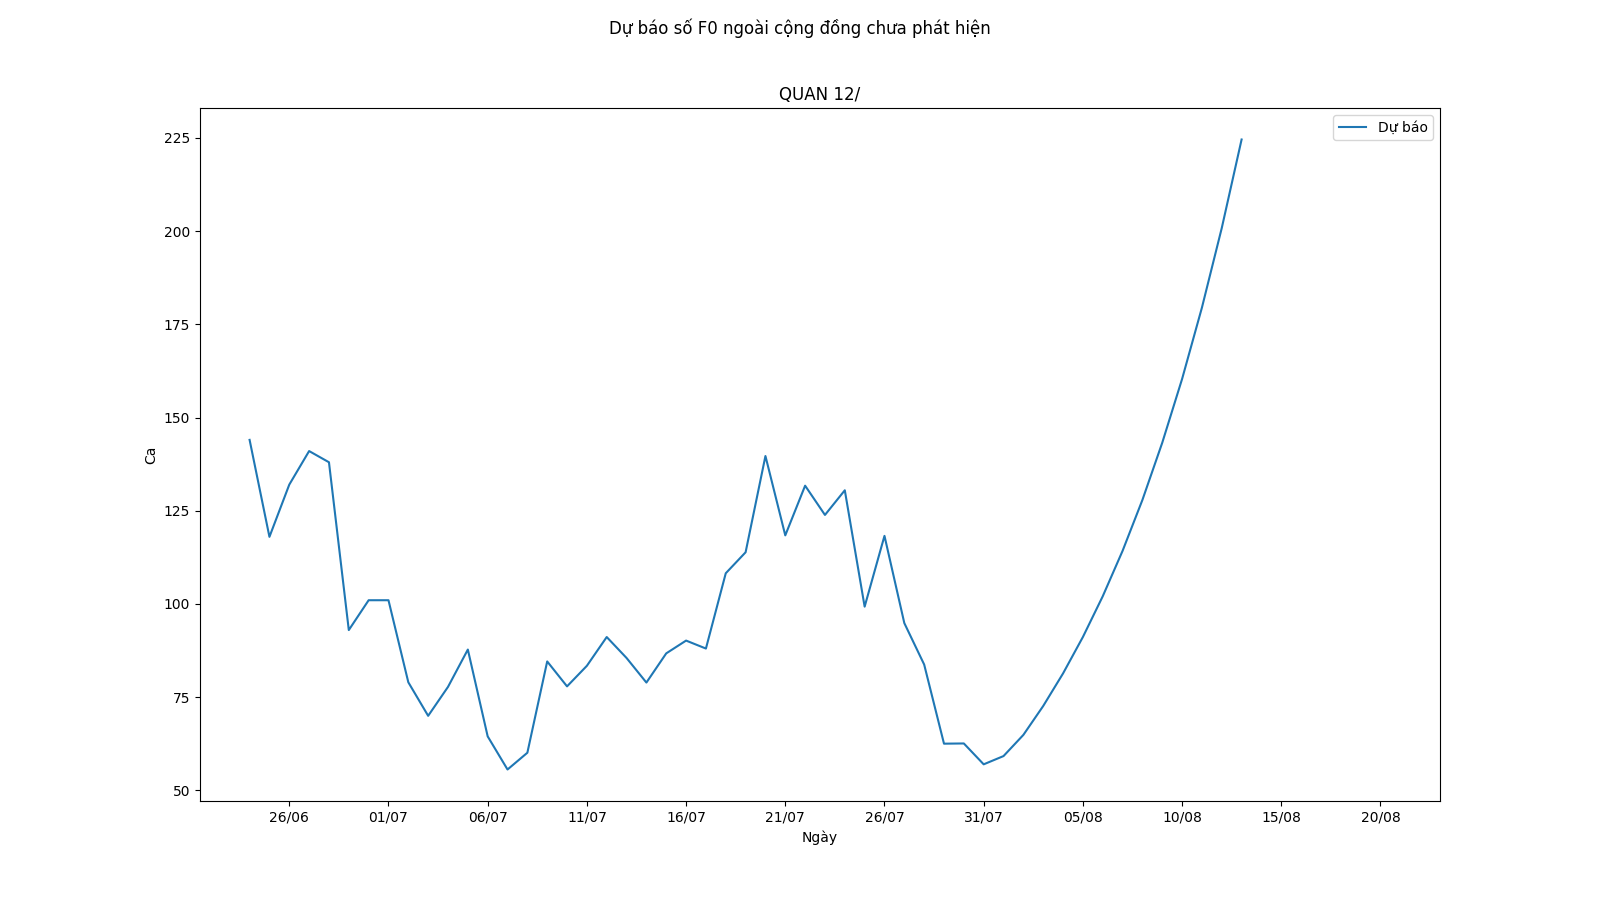 Dự báo số F0 ngoài cộng đồng chưa phát hiện
QUAN 12/
Dự báo
225
200
175
150
125
100
75
50
Ca
26/06 01/07 06/07 11/07 16/07 21/07 26/07 31/07 05/08 10/08 15/08 20/08
Ngày